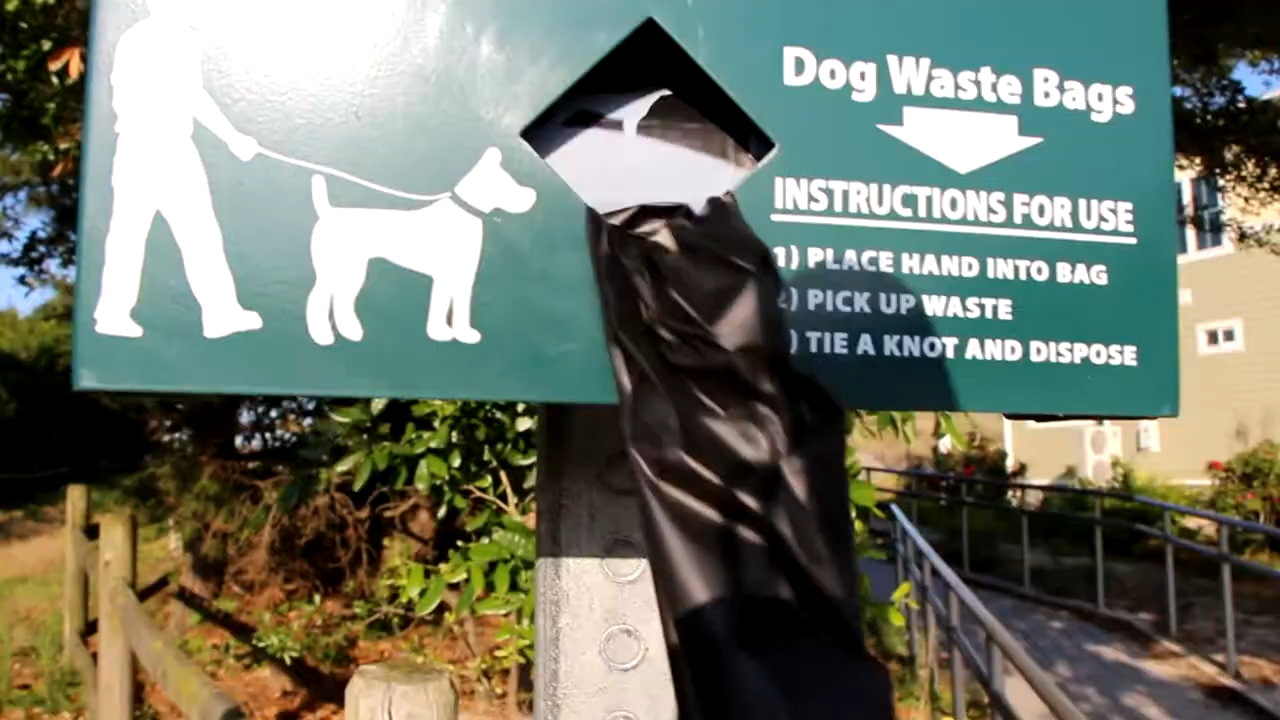 Dog Waste Bags
INSTRUCTIONS FOR USE
1) PLACE HAND INTO BAG
2) PICK UP WASTE
) TIE A KNOT AND DISPOSE